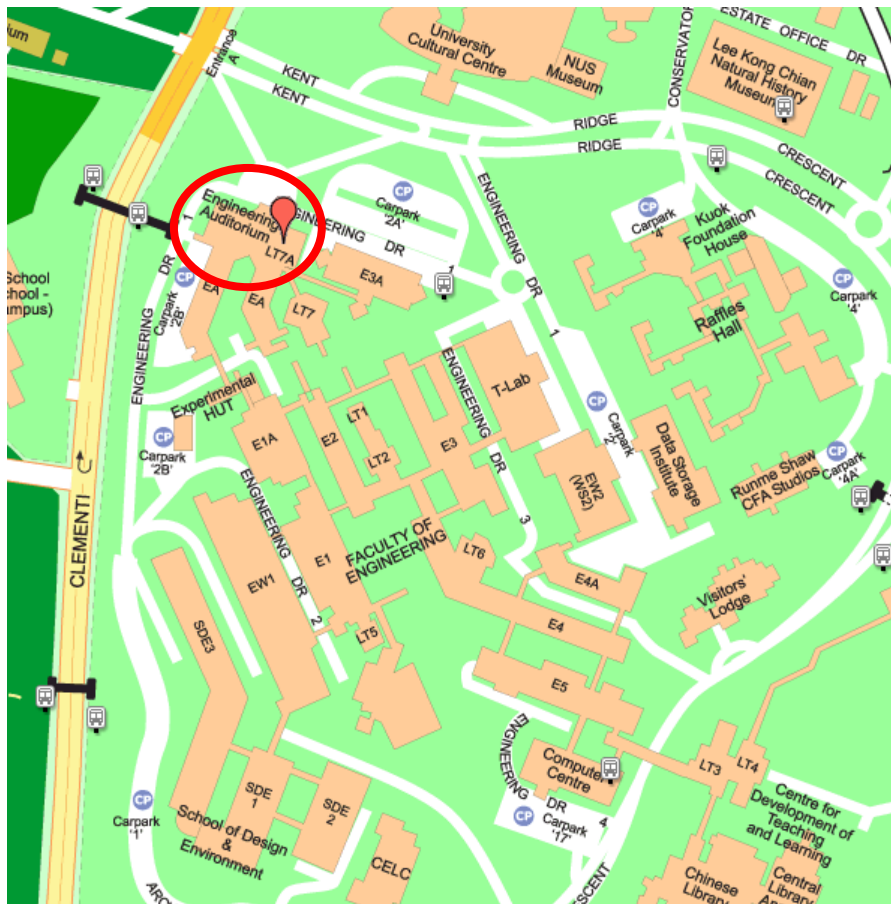 ium
Entrance
A
KENT
KENT
University
Cultural Centre
NUS
Museum
CONSERVATOR
ESTATE OFFICE DR
Lee Kong Chian
Natural History
Museum
RIDGE
RIDGE
CRESCENT
CRESCENT
Engineering
Auditorium
LT7A
1
ENGINEERING DR
NGINEERING DR
1
CP
Carpark
'2A'
ENGINEERING DR 1
CP
Carpark
'4'
Kuok
Foundation
House
CP
Carpark
'4'
Raffles
Hall
School
chool -
ampus)
CP
Carpark
'2B'
EA
EA
LT7
E3A
Experimental
HUT
CP
Carpark
'2B'
E1A
E2
LT1
LT2
E3
ENGINEERING DR 3
T-Lab
CP
Carpark
'2'
EW2
(WS2)
Data Storage
Institute
Runme Shaw
CFA Studios
CP
Carpark
'4A'
CLEMENTI
ENGINEERING DR 2
E1
EW1
FACULTY OF
ENGINEERING
LT6
E4A
E4
E5
LT5
Visitors'
Lodge
SDE3
SDE
1
SDE
2
School of Design
&
Environment
CP
Carpark
'1'
ARC
CELC
ENGINEERING DR 4
Computer
Centre
CP
Carpark
'17'
ESCENT
LT3
LT4
Centre for
Development of
Teaching
and Learning
Chinese
Library
Central
Library